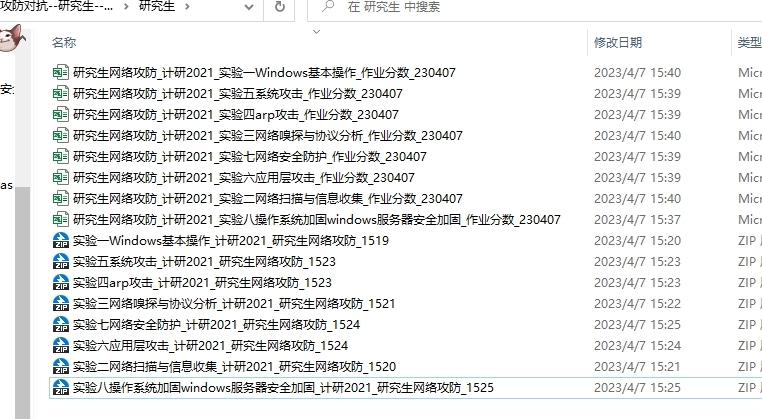 攻防对抗--研究生--... › 研究生 ›
在 研究生 中搜索
名称 修改日期 类型
研究生网络攻防_计研2021_实验一Windows基本操作_作业分数_230407 2023/4/7 15:40 Micr
研究生网络攻防_计研2021_实验五系统攻击_作业分数_230407 2023/4/7 15:39 Micr
研究生网络攻防_计研2021_实验四arp攻击_作业分数_230407 2023/4/7 15:39 Micr
研究生网络攻防_计研2021_实验三网络嗅探与协议分析_作业分数_230407 2023/4/7 15:40 Micr
研究生网络攻防_计研2021_实验七网络安全防护_作业分数_230407 2023/4/7 15:39 Micr
研究生网络攻防_计研2021_实验六应用层攻击_作业分数_230407 2023/4/7 15:39 Micr
研究生网络攻防_计研2021_实验二网络扫描与信息收集_作业分数_230407 2023/4/7 15:40 Micr
研究生网络攻防_计研2021_实验八操作系统加固windows服务器安全加固_作业分数_230407 2023/4/7 15:37 Micr
实验一Windows基本操作_计研2021_研究生网络攻防_1519 2023/4/7 15:20 ZIP
实验五系统攻击_计研2021_研究生网络攻防_1523 2023/4/7 15:23 ZIP
实验四arp攻击_计研2021_研究生网络攻防_1523 2023/4/7 15:23 ZIP
实验三网络嗅探与协议分析_计研2021_研究生网络攻防_1521 2023/4/7 15:22 ZIP
实验七网络安全防护_计研2021_研究生网络攻防_1524 2023/4/7 15:25 ZIP
实验六应用层攻击_计研2021_研究生网络攻防_1524 2023/4/7 15:24 ZIP
实验二网络扫描与信息收集_计研2021_研究生网络攻防_1520 2023/4/7 15:21 ZIP
实验八操作系统加固windows服务器安全加固_计研2021_研究生网络攻防_1525 2023/4/7 15:25 ZIP
as